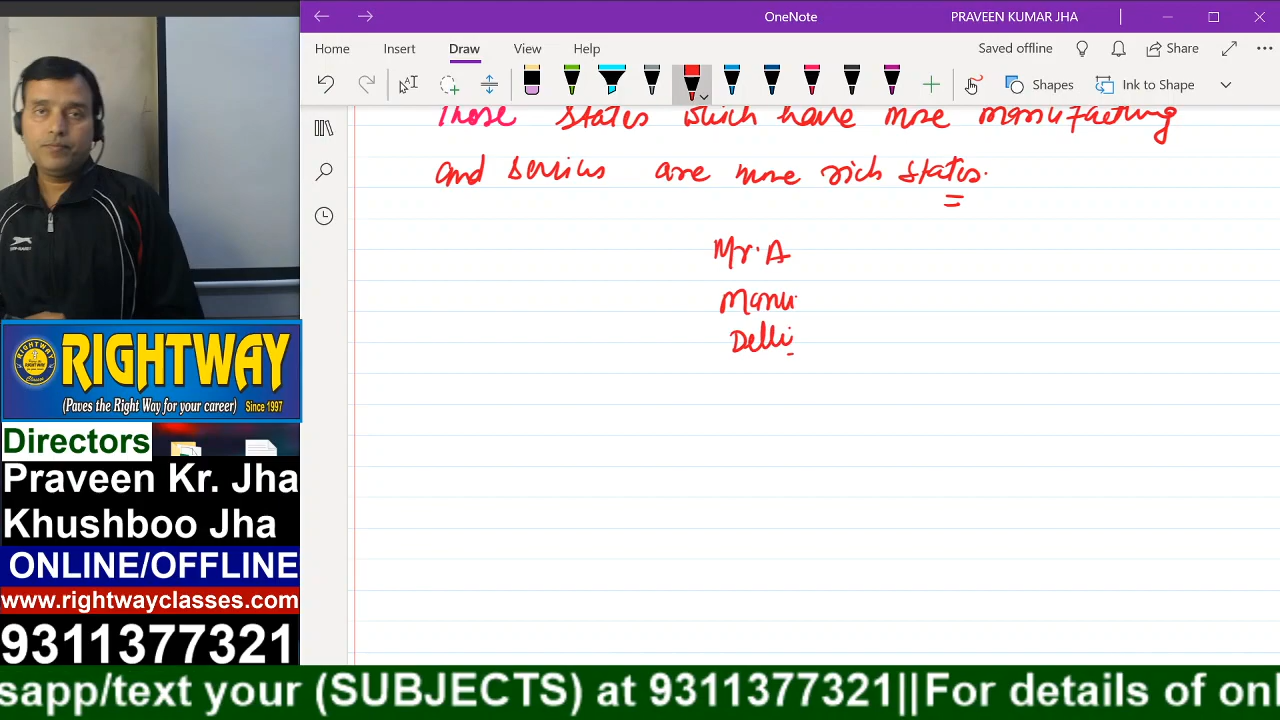 OneNote
PRAVEEN KUMAR JHA
Home Insert Draw View Help
Saved offline
Share
Shapes
Ink to Shape
Those States which have more manufacturing
and services are more rich states.
Mr. A
Manu
Delhi
RIGHTWAY
(Paves the Right Way for your career) Since 1997
Directors
Praveen Kr. Jha
Khushboo Jha
ONLINE/OFFLINE
www.rightwayclasses.com
9311377321
sapp/text your (SUBJECTS) at 9311377321||For details of onl